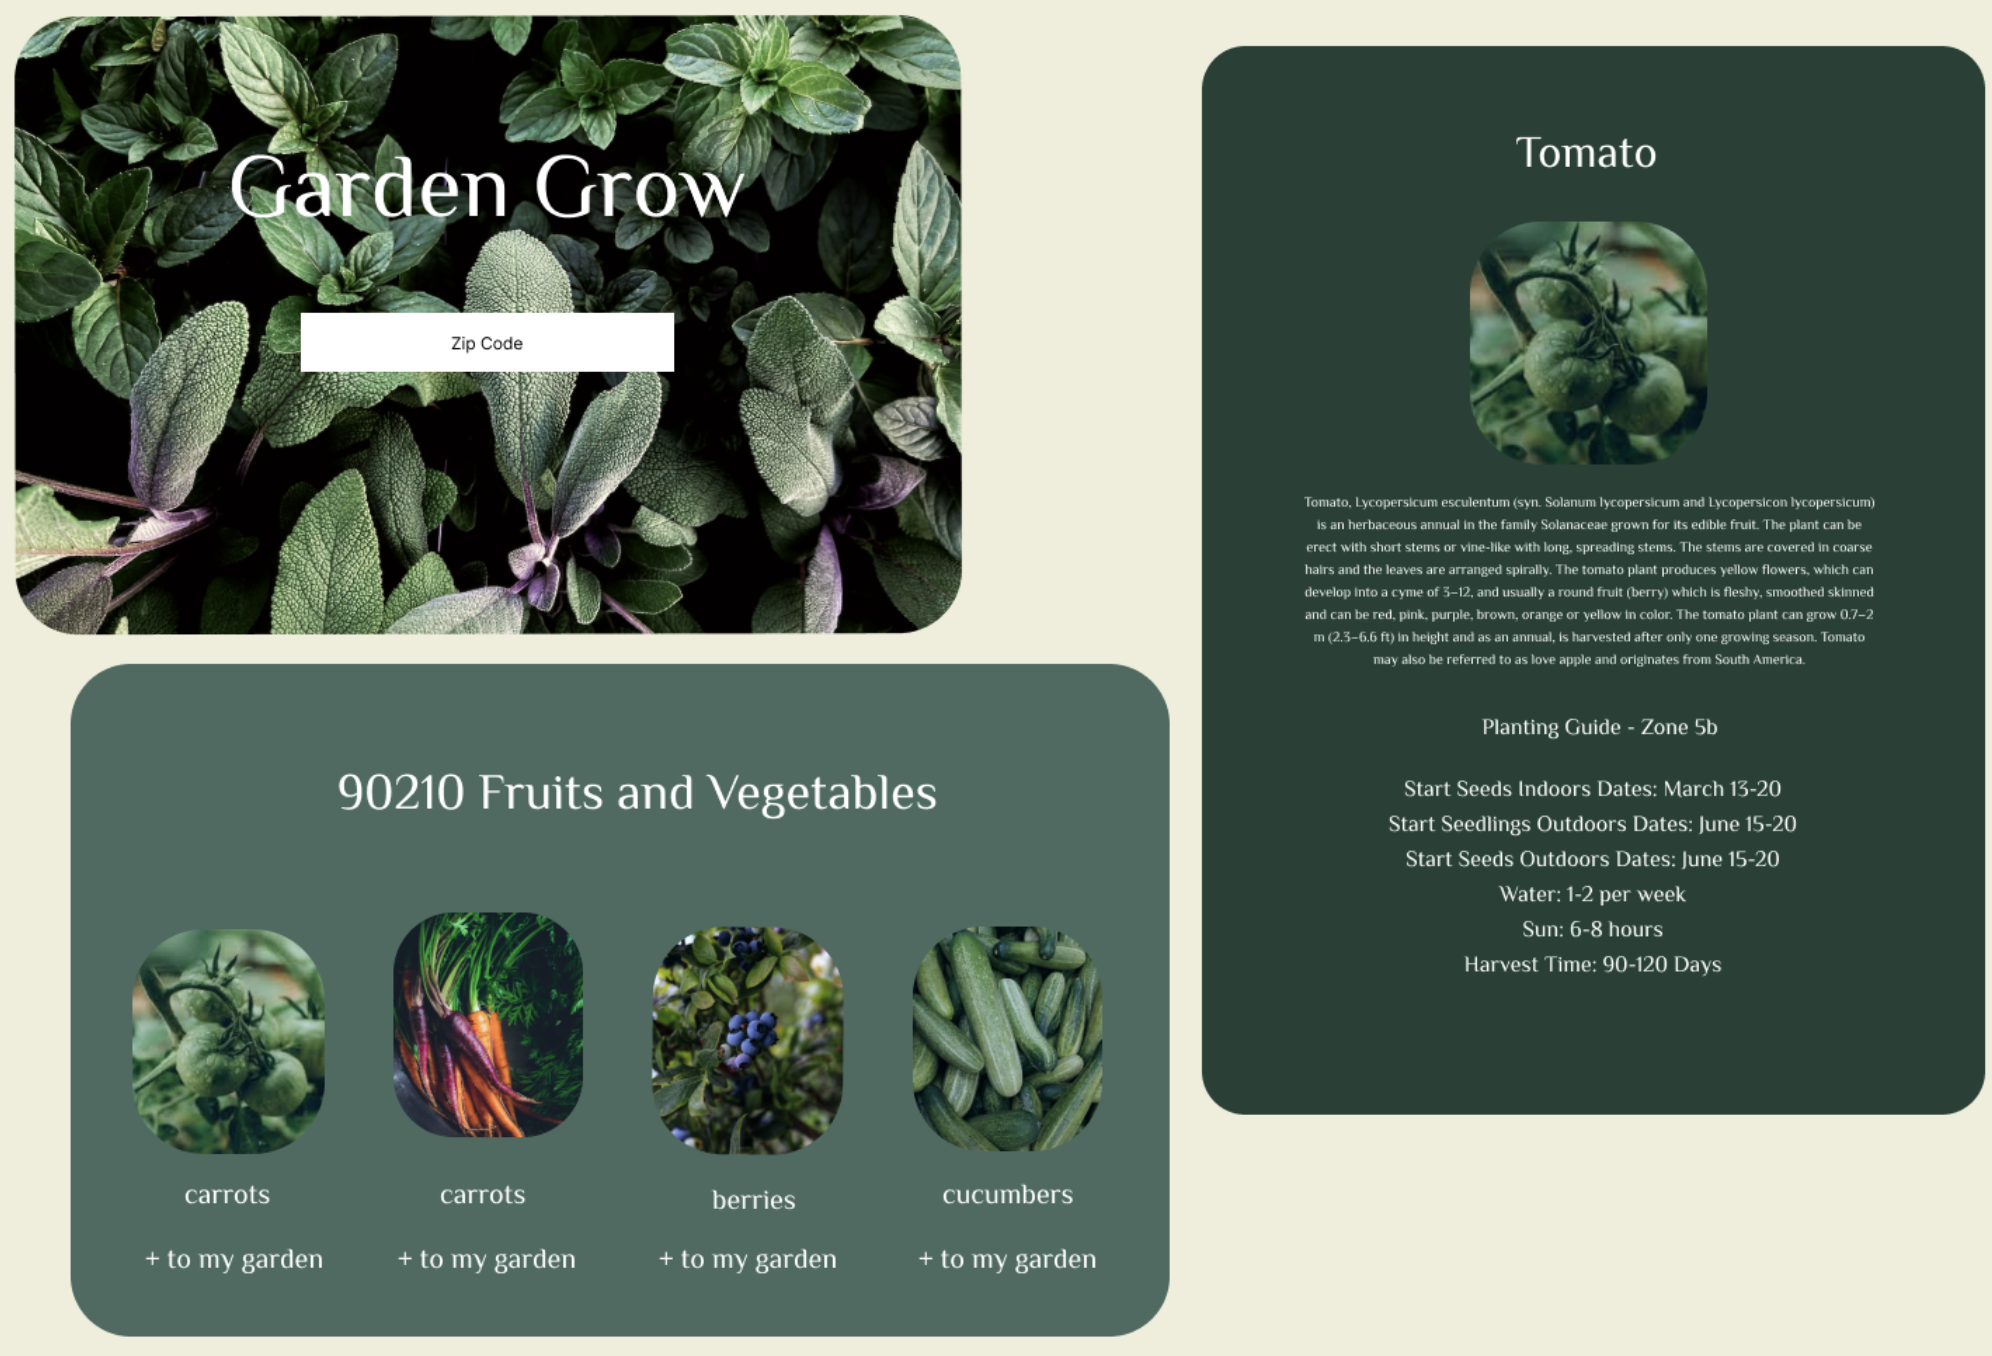 Garden Grow
Zip Code
90210 Fruits and Vegetables
carrots
carrots
berries
cucumbers
+ to my garden
+ to my garden
+ to my garden
+ to my garden
Tomato
Tomato, Lycopersicum esculentum (syn. Solanum lycopersicum and Lycopersicon lycopersicum)
is an herbaceous annual in the family Solanaceae grown for its edible fruit. The plant can be
erect with short stems or vine-like with long, spreading stems. The stems are covered in coarse
hairs and the leaves are arranged spirally. The tomato plant produces yellow flowers, which can
develop into a cyme of 3–12, and usually a round fruit (berry) which is fleshy, smoothed skinned
and can be red, pink, purple, brown, orange or yellow in color. The tomato plant can grow 0.7–2
m (2.3–6.6 ft) in height and as an annual, is harvested after only one growing season. Tomato
may also be referred to as love apple and originates from South America.
Planting Guide - Zone 5b
Start Seeds Indoors Dates: March 13-20
Start Seedlings Outdoors Dates: June 15-20
Start Seeds Outdoors Dates: June 15-20
Water: 1-2 per week
Sun: 6-8 hours
Harvest Time: 90-120 Days